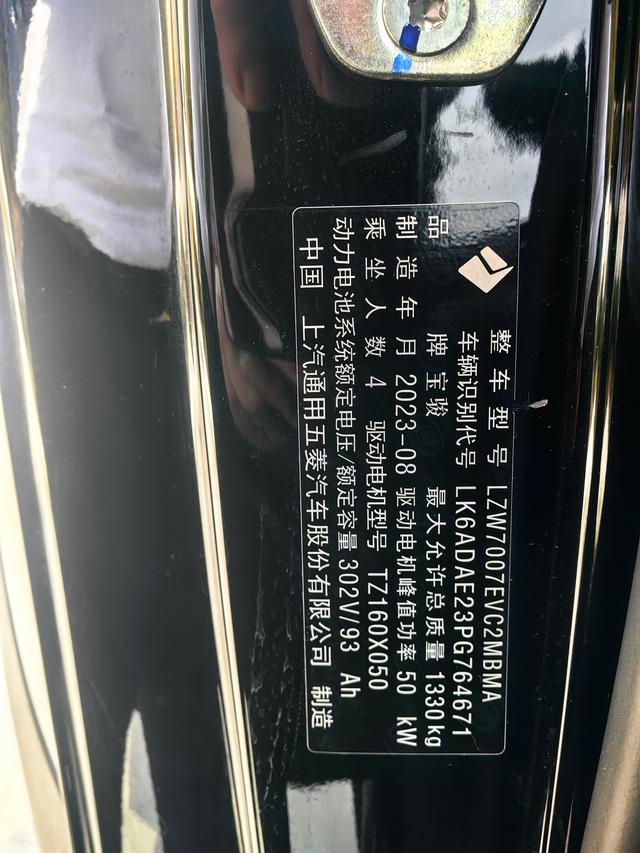 整车型号 LZW7007EVC2MBMA
车辆识别代号 LK6ADAE23PG764671
品牌 宝骏 最大允许总质量 1330kg
制造年月 2023-08 驱动电机峰值功率 50 kW
乘坐人数 4 驱动电机型号 TZ160X050
动力电池系统额定电压/额定容量 302V/93 Ah
中国 上汽通用五菱汽车股份有限公司 制造